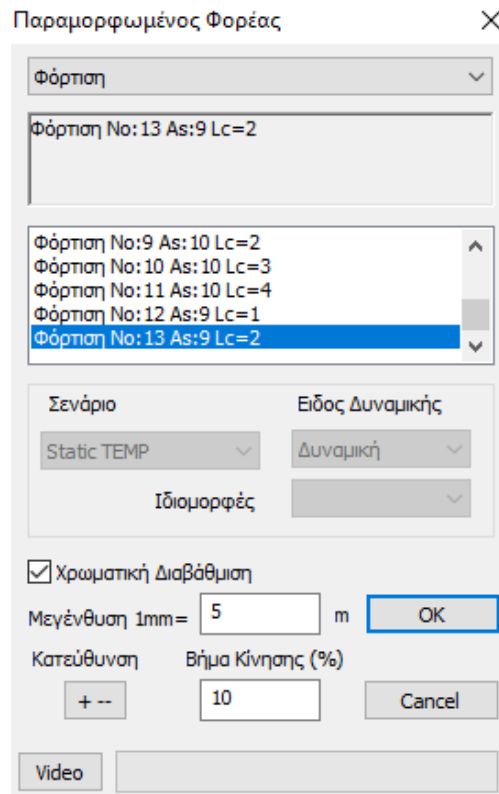 Παραμορφωμένος Φορέας
Φόρτιση
Φόρτιση No:13 As:9 Lc=2
Φόρτιση No:9 As:10 Lc=2
Φόρτιση No:10 As:10 Lc=3
Φόρτιση No:11 As:10 Lc=4
Φόρτιση No:12 As:9 Lc=1
Φόρτιση No:13 As:9 Lc=2
Σενάριο Ειδος Δυναμικής
Static TEMP Δυναμική
Ιδιομορφές
Χρωματική Διαβάθμιση
Μεγένθυση 1mm= 5 m OK
Κατεύθυνση Βήμα Κίνησης (%)
+ -- 10 Cancel
Video